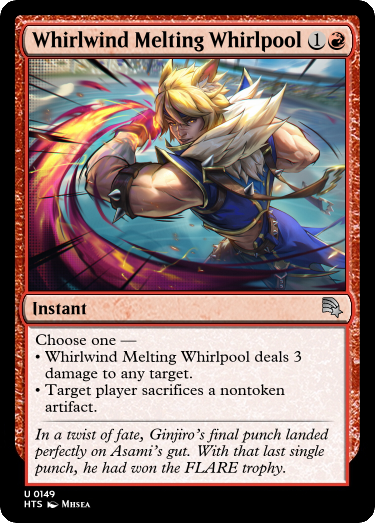 Whirlwind Melting Whirlpool 1
Instant
Choose one —
• Whirlwind Melting Whirlpool deals 3
damage to any target.
• Target player sacrifices a nontoken
artifact.
In a twist of fate, Ginjiro's final punch landed
perfectly on Asami's gut. With that last single
punch, he had won the FLARE trophy.
U 0149
HTS MHSEA